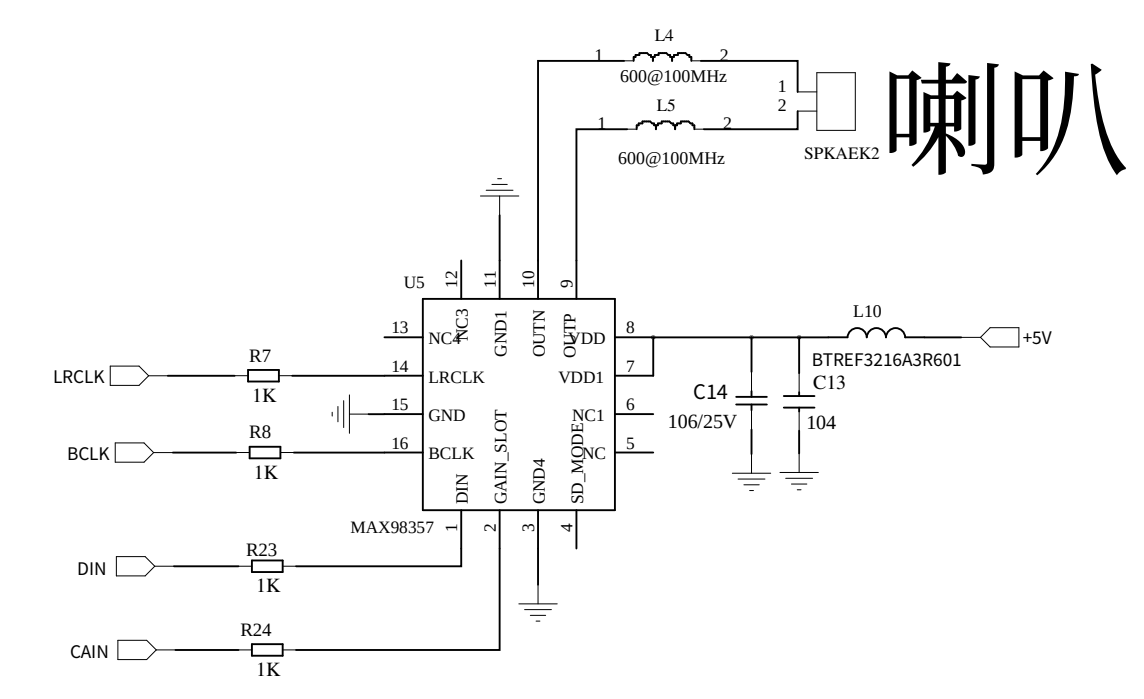 L4
1
2
600@100MHz
喇叭
1
2
L5
1
2
600@100MHz
SPKAEK2
U5
12
11
10
9
NC3
GND1
OUTN
OUTP
13
NC4
VDD
8
L10
+5V
BTREF3216A3R601
R7
LRCLK
1K
14
LRCLK
VDD1
7
C13
C14
106/25V
104
15
GND
NC1
6
R8
BCLK
1K
16
BCLK
NC
5
DIN
GAIN_SLOT
GND4
SD_MODE
MAX98357
1
2
3
4
R23
DIN
1K
R24
CAIN
1K